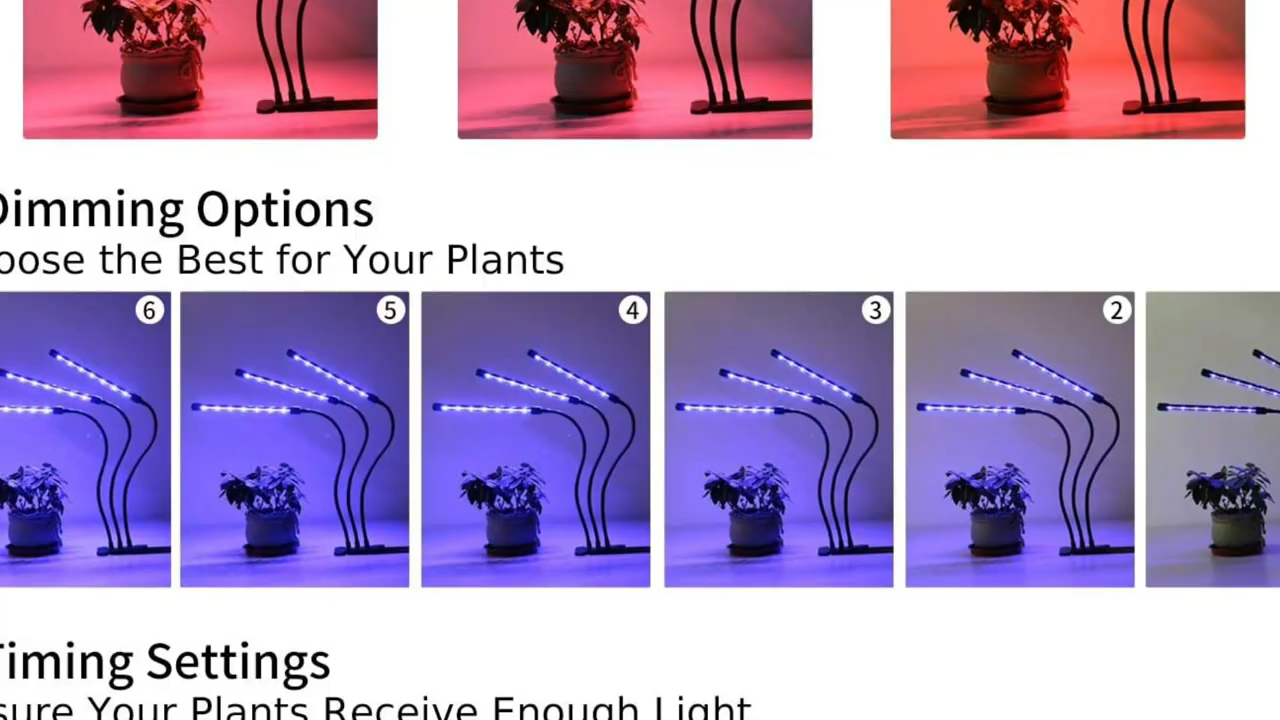 Dimming Options
oose the Best for Your Plants
6 5 4 3 2
Timing Settings
sure Your Plants Receive Enough Light